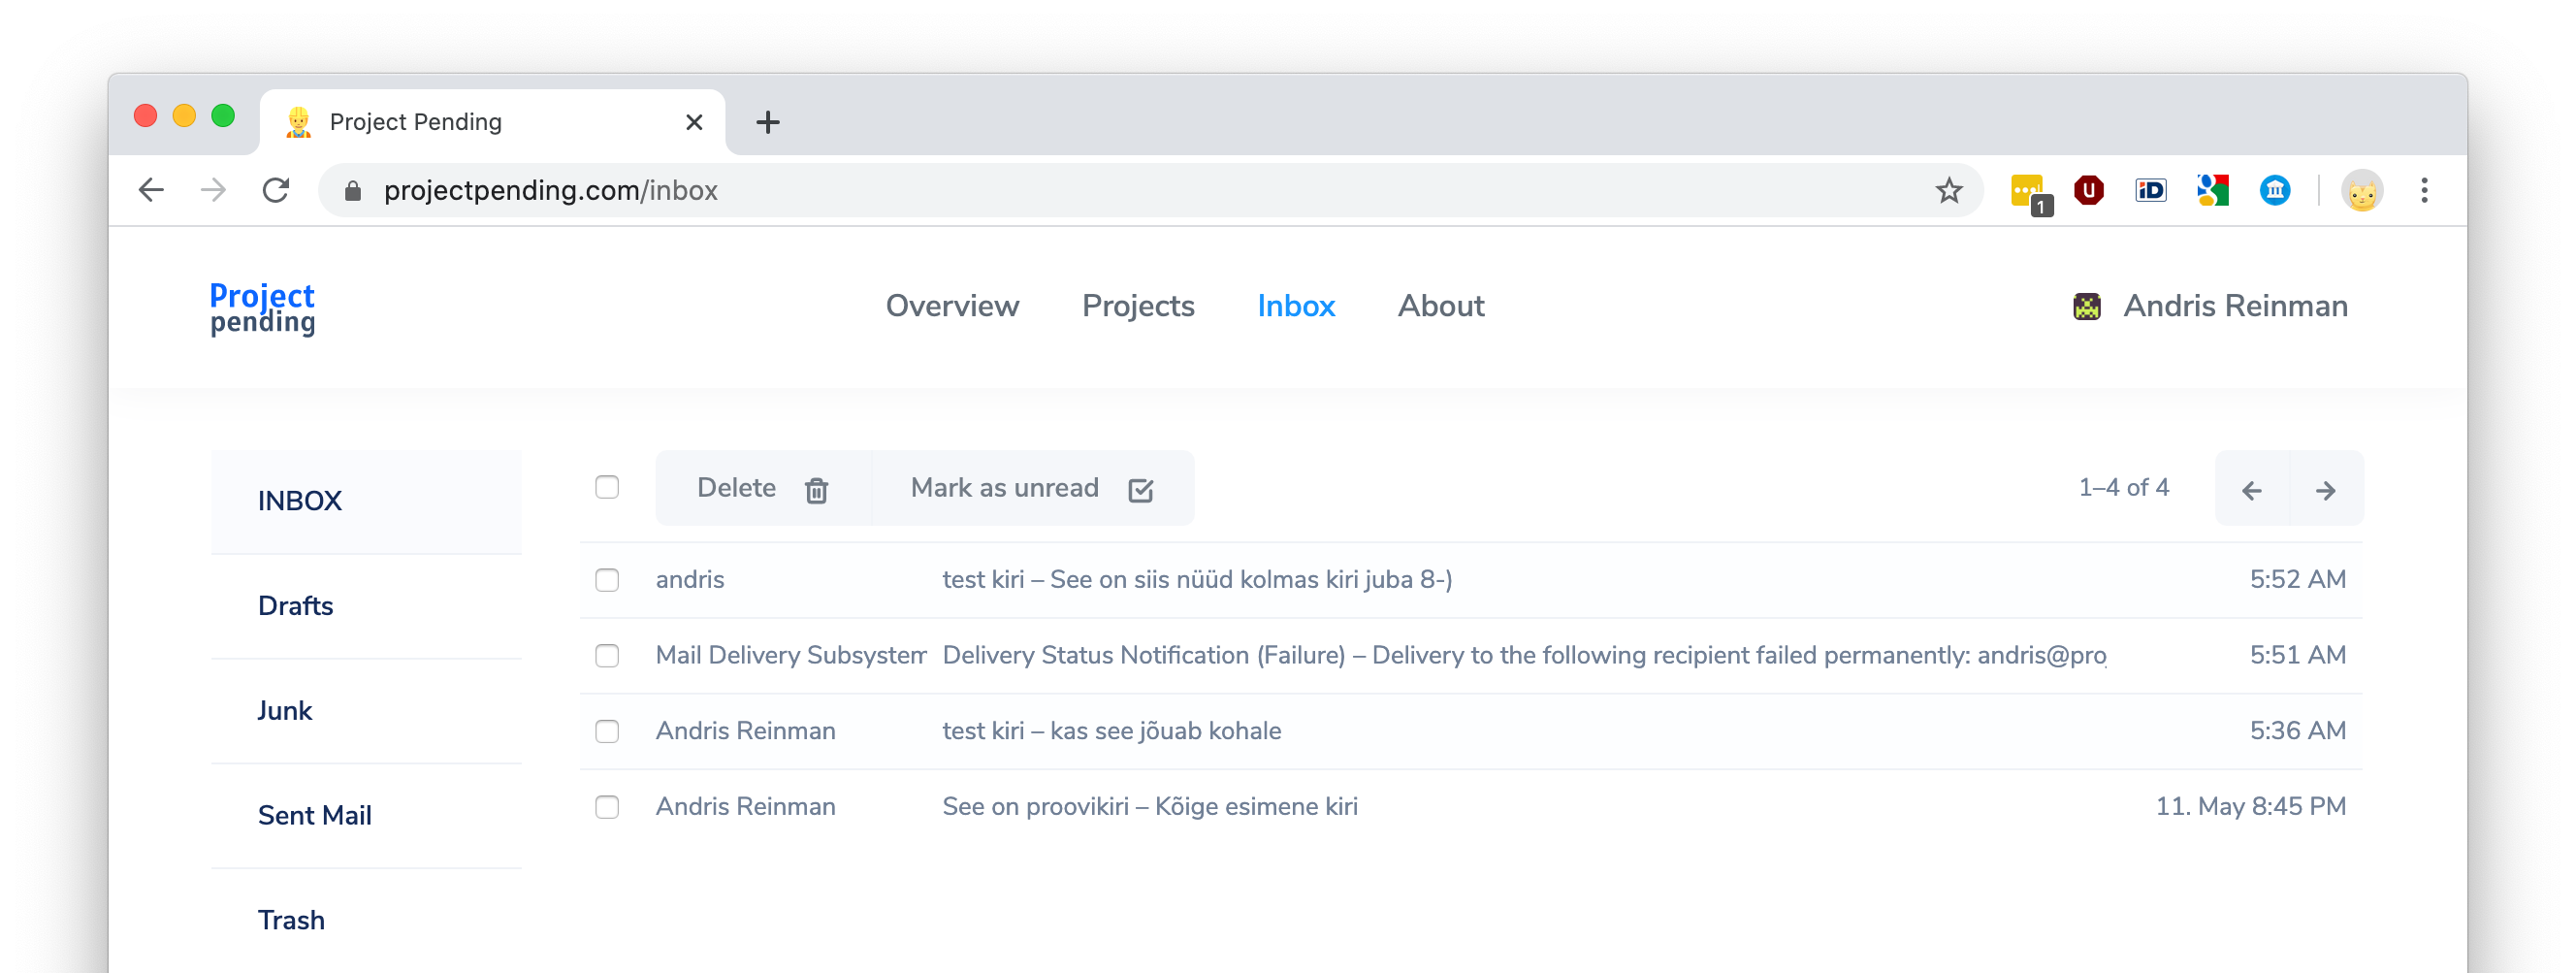 Project Pending
projectpending.com/inbox
1
Project
pending
Overview Projects Inbox About
Andris Reinman
INBOX
Drafts
Junk
Sent Mail
Trash
Delete Mark as unread 1–4 of 4
andris test kiri – See on siis nüüd kolmas kiri juba 8-) 5:52 AM
Mail Delivery Subsystem Delivery Status Notification (Failure) – Delivery to the following recipient failed permanently: andris@pro 5:51 AM
Andris Reinman test kiri – kas see jõuab kohale 5:36 AM
Andris Reinman See on proovikiri – Kõige esimene kiri 11. May 8:45 PM